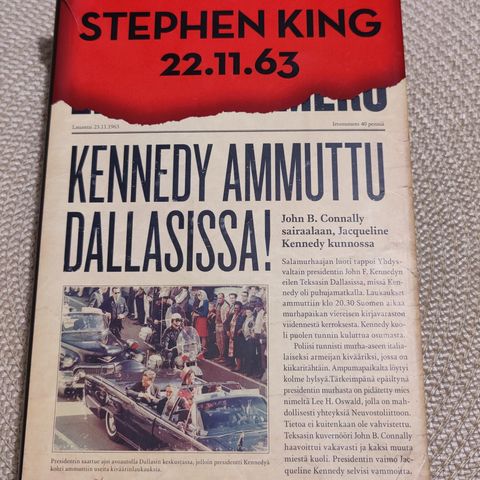 STEPHEN KING
22.11.63
Lauantai 23.11.1963
Irtonumero 40 penniä
KENNEDY AMMUTTU
DALLASISSA!
John B. Connally
sairaalaan, Jacqueline
Kennedy kunnossa
Salamurhaajan luoti tappoi Yhdys-
valtain presidentin John F. Kennedyn
eilen Teksasin Dallasissa, missä Ken-
nedy oli puhujamatkalla. Laukaukset
ammuttiin klo 20.30 Suomen aikaa
murhapaikan viereisen kirjavaraston
viidennestä kerroksesta. Kennedy kuo-
li puolen tunnin kuluttua osumasta.
Poliisi tunnisti murha-aseen italia-
laiseksi armeijan kivääriksi, jossa on
kiikaritähtäin. Ampumapaikalta löytyi
kolme hylsyä. Tärkeimpänä epäiltynä
presidentin murhasta on pidätetty mies
nimeltä Lee H. Oswald, jolla on mah-
dollisesti yhteyksiä Neuvostoliittoon.
Tietoa ei kuitenkaan ole vahvistettu.
Teksasin kuvernööri John B. Connally
haavoittui vakavasti ja kaksi muuta
miestä koli. Presidentin vaimo Jac-
queline Kennedy selvisi vammoitta.
Presidentin saattue ajoi avoautolla Dallasin keskustassa, jolloin presidentti Kennedyä
kohti ammuttiin useita kiväärinlaukauksia.